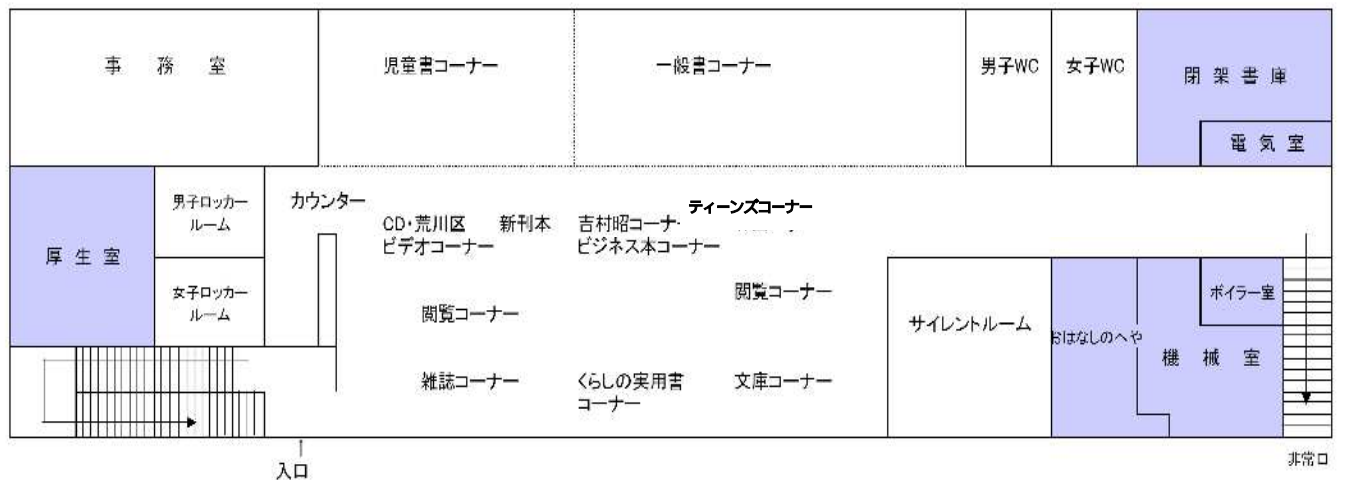 事務室
児童書コーナー
一般書コーナー
男子WC
女子WC
閉架書庫
電気室
厚生室
男子ロッカー
ルーム
女子ロッカー
ルーム
カウンター
CD・荒川区
ビデオコーナー
新刊本
吉村昭コーナー
ビジネス本コーナー
ティーンズコーナー
閲覧コーナー
閲覧コーナー
雑誌コーナー
くらしの実用書
コーナー
文庫コーナー
サイレントルーム
おはなしのへや
機械室
ボイラー室
入口
非常口